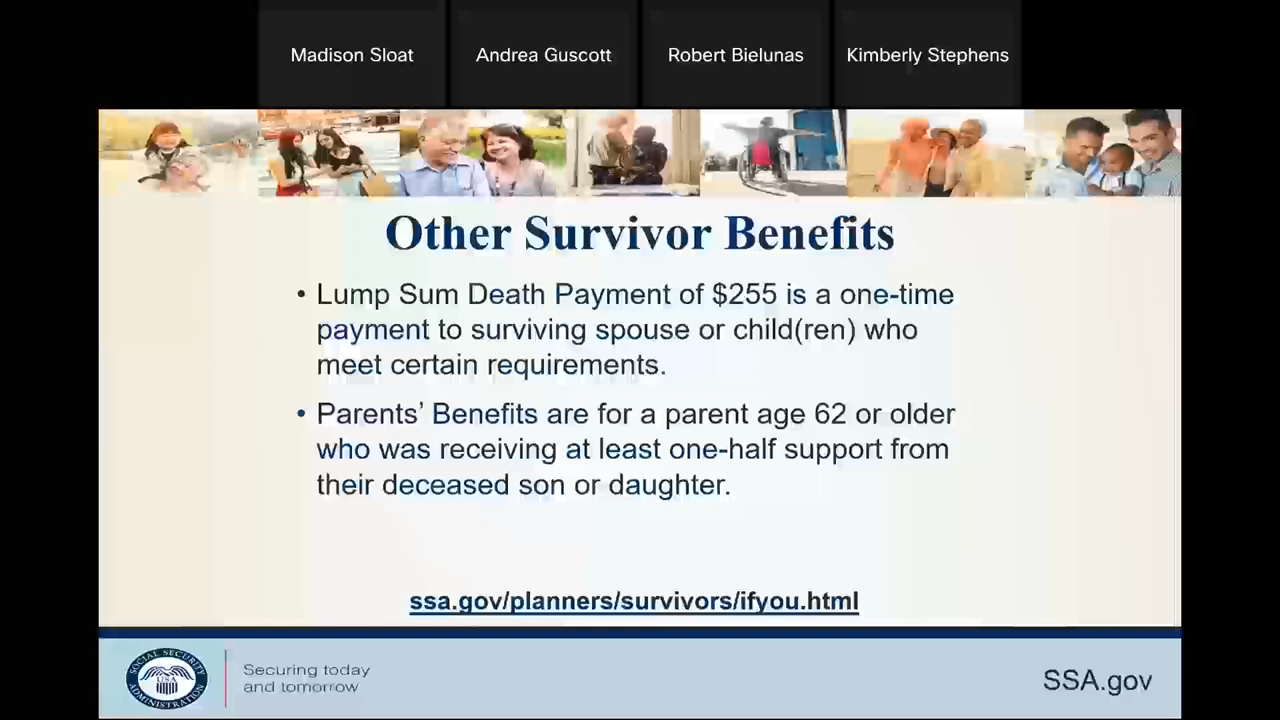 Madison Sloat
Andrea Guscott
Robert Bielunas
Kimberly Stephens
Other Survivor Benefits
• Lump Sum Death Payment of $255 is a one-time
payment to surviving spouse or child(ren) who
meet certain requirements.
• Parents’ Benefits are for a parent age 62 or older
who was receiving at least one-half support from
their deceased son or daughter.
ssa.gov/planners/survivors/ifyou.html
SOCIAL SECURITY
USA
ADMINISTRATION
Securing today
and tomorrow
SSA.gov